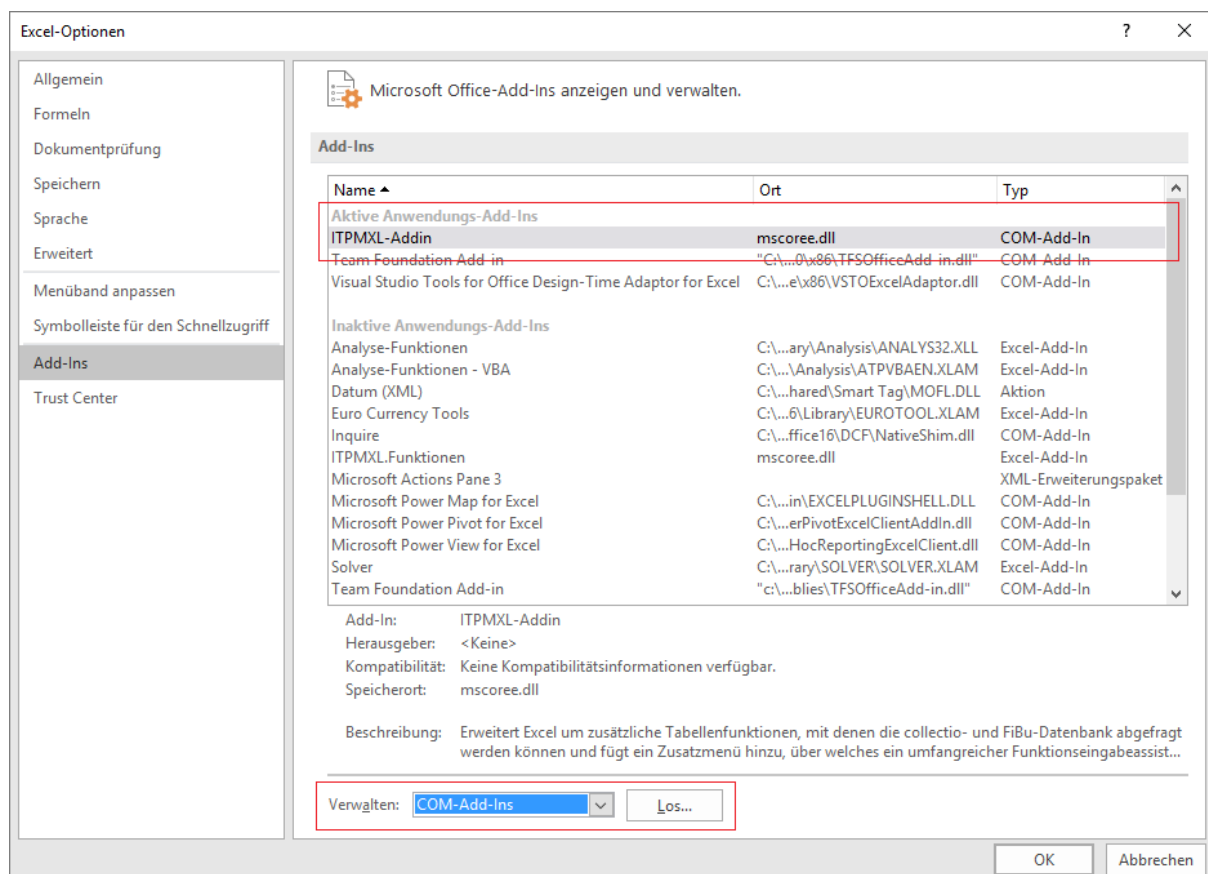 Excel-Optionen ? ×
Allgemein
Formeln
Dokumentprüfung
Speichern
Sprache
Erweitert
Menüband anpassen
Symbolleiste für den Schnellzugriff
Add-Ins
Trust Center
Microsoft Office-Add-Ins anzeigen und verwalten.
Add-Ins
Name Ort Typ
Aktive Anwendungs-Add-Ins
ITPMXL-Addin mscoree.dll COM-Add-In
Team Foundation Add-in "C:\...0\x86\TFSOfficeAdd-in.dll" COM-Add-In
Visual Studio Tools for Office Design-Time Adaptor for Excel C:\...e\x86\VSTOExcelAdaptor.dll COM-Add-In
Inaktive Anwendungs-Add-Ins
Analyse-Funktionen C:\...ary\Analysis\ANALYS32.XLL Excel-Add-In
Analyse-Funktionen - VBA C:\...\Analysis\ATPVBAEN.XLAM Excel-Add-In
Datum (XML) C:\...hared\Smart Tag\MOFL.DLL Aktion
Euro Currency Tools C:\...6\Library\EUROTOOL.XLAM Excel-Add-In
Inquire C:\...ffice16\DCF\NativeShim.dll COM-Add-In
ITPMXL.Funktionen mscoree.dll Excel-Add-In
Microsoft Actions Pane 3 XML-Erweiterungspaket
Microsoft Power Map for Excel C:\...in\EXCELPLUGINSHELL.DLL COM-Add-In
Microsoft Power Pivot for Excel C:\...erPivotExcelClientAddIn.dll COM-Add-In
Microsoft Power View for Excel C:\...HocReportingExcelClient.dll COM-Add-In
Solver C:\...rary\SOLVER\SOLVER.XLAM Excel-Add-In
Team Foundation Add-in "c:\...blies\TFSOfficeAdd-in.dll" COM-Add-In
Add-In: ITPMXL-Addin
Herausgeber: <Keine>
Kompatibilität: Keine Kompatibilitätsinformationen verfügbar.
Speicherort: mscoree.dll
Beschreibung: Erweitert Excel um zusätzliche Tabellenfunktionen, mit denen die collectio- und FiBu-Datenbank abgefragt
werden können und fügt ein Zusatzmenü hinzu, über welches ein umfangreicher Funktionseingabeassist...
Verwalten: COM-Add-Ins Los...
OK Abbrechen